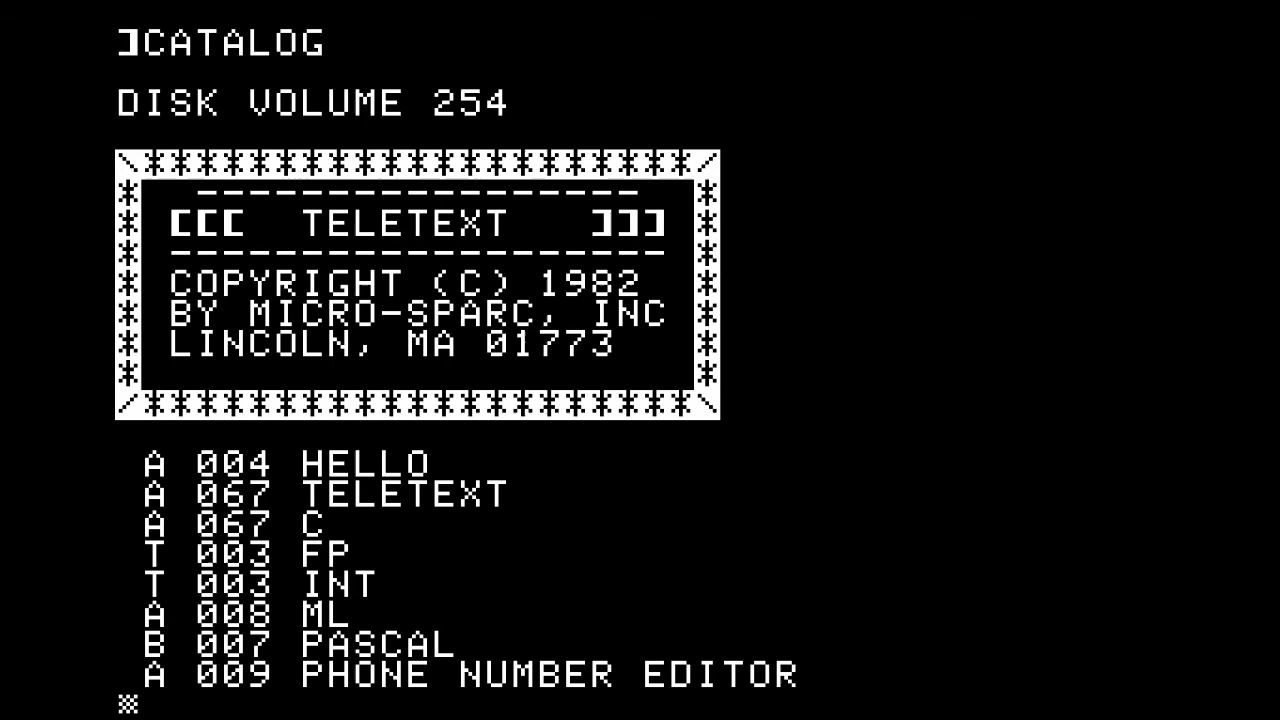 ]CATALOG
DISK VOLUME 254
\*********************/
* ----------------- *
* [[[ TELETEXT ]]] *
* ------------------- *
* COPYRIGHT (C) 1982 *
* BY MICRO-SPARC, INC *
* LINCOLN, MA 01773 *
* *
/*********************\
A 004 HELLO
A 067 TELETEXT
A 067 C
T 003 FP
T 003 INT
A 008 ML
B 007 PASCAL
A 009 PHONE NUMBER EDITOR